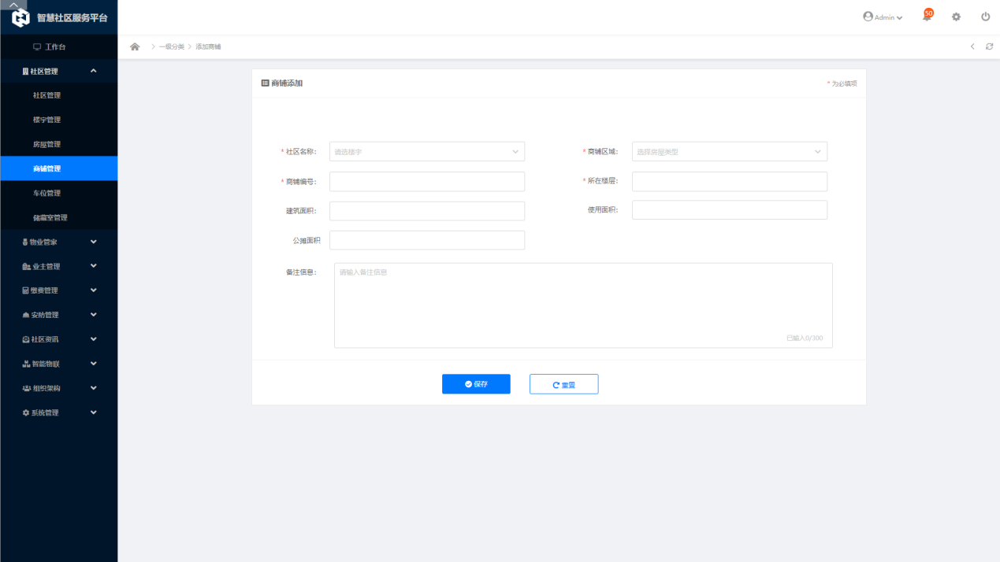 智慧社区服务平台
Admin
50
工作台
一级分类
添加商铺
社区管理
社区管理
楼宇管理
房屋管理
商铺管理
车位管理
储藏室管理
物业管家
业主管理
缴费管理
安防管理
社区资讯
智能物联
组织架构
系统管理
商铺添加
* 为必填项
* 社区名称: 请选楼宇
* 商铺区域: 选择房屋类型
* 商铺编号:
* 所在楼层:
建筑面积:
使用面积:
公摊面积
备注信息: 请输入备注信息
已输入0/300
保存
重置